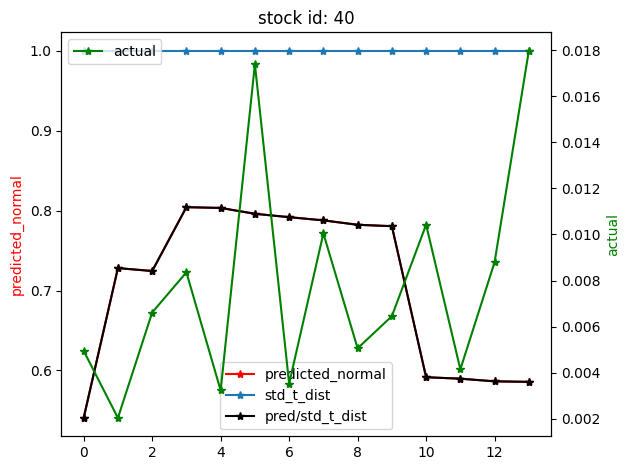 stock id: 40
actual
1.0
0.9
0.8
0.7
0.6
predicted_normal
0.018
0.016
0.014
0.012
0.010
0.008
0.006
0.004
0.002
actual
predicted_normal
std_t_dist
pred/std_t_dist
0 2 4 6 8 10 12